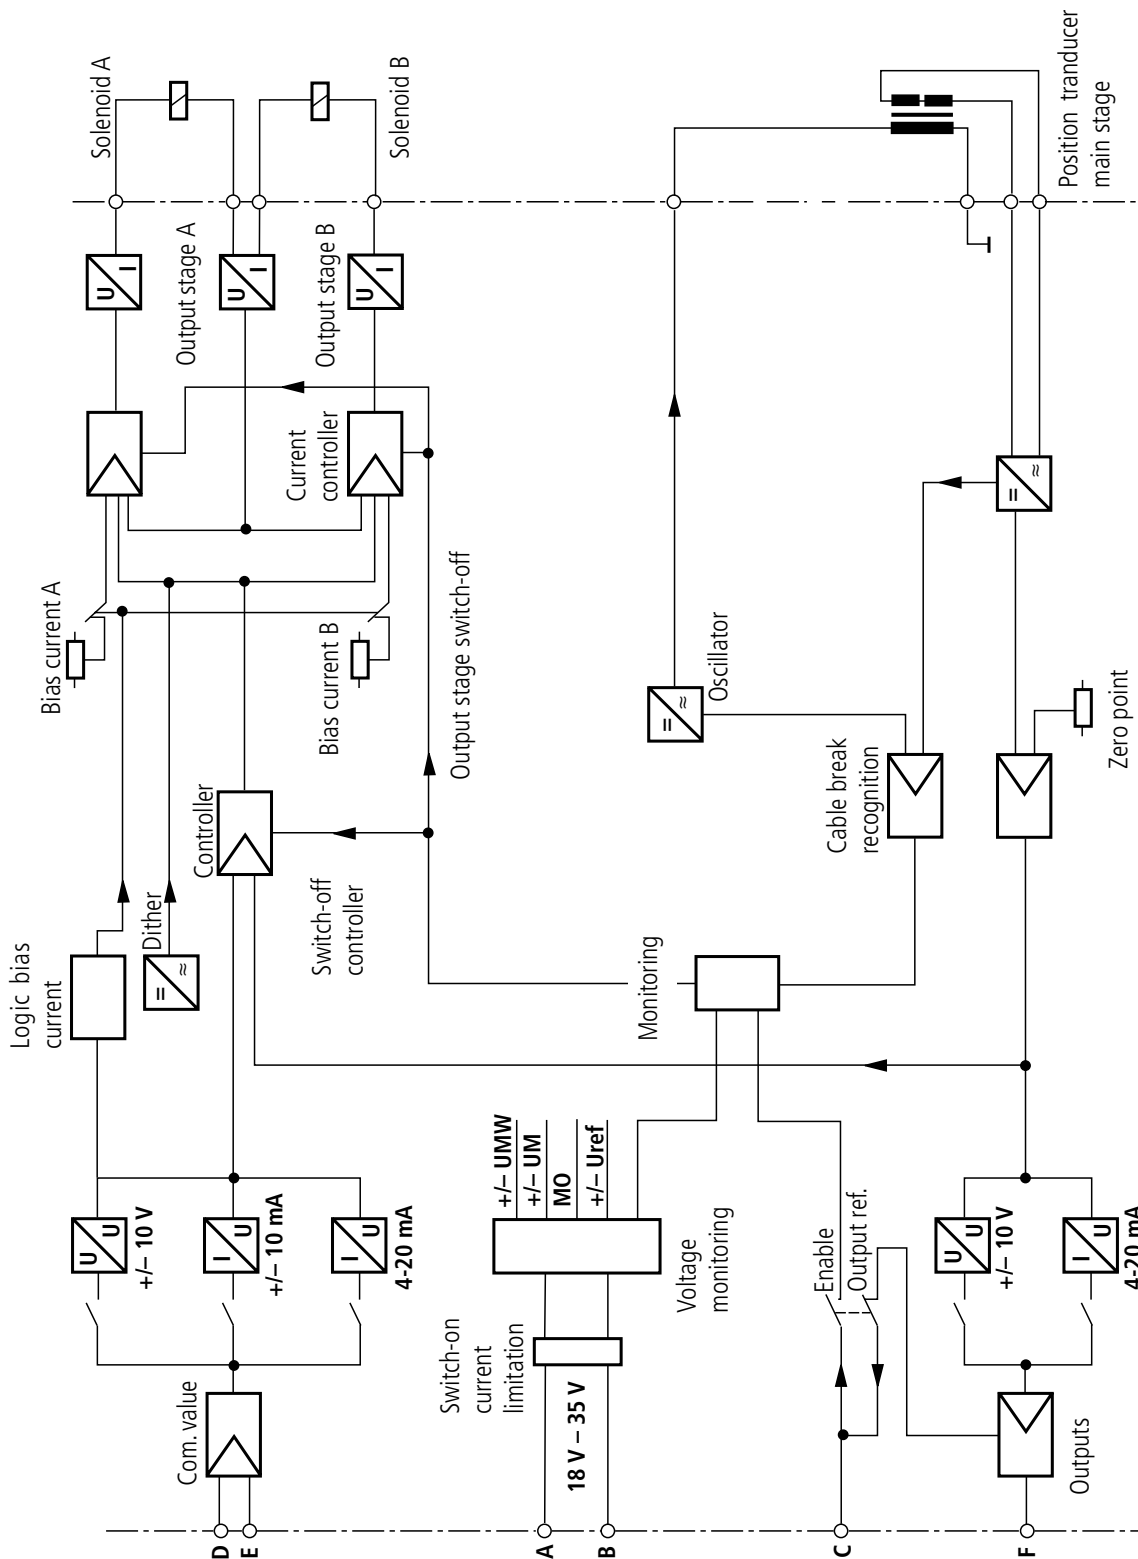 Solenoid A
Solenoid B
Position tranducer
main stage
U
I
Output stage A
U
I
Output stage B
U
I
Current
controller
Bias current A
Bias current B
Output stage switch-off
=
≈
Oscillator
=
≈
Zero point
Cable break
recognition
Controller
Switch-off
controller
Logic bias
current
Dither
=
≈
Monitoring
+/– UMW
+/– UM
MO
+/– Uref
Voltage
monitoring
Enable
Output ref.
U
U
+/– 10 V
I
U
+/– 10 mA
I
U
4-20 mA
U
U
+/– 10 V
I
U
4-20 mA
Switch-on
current
limitation
18 V – 35 V
Com. value
Outputs
D
E
A
B
C
F